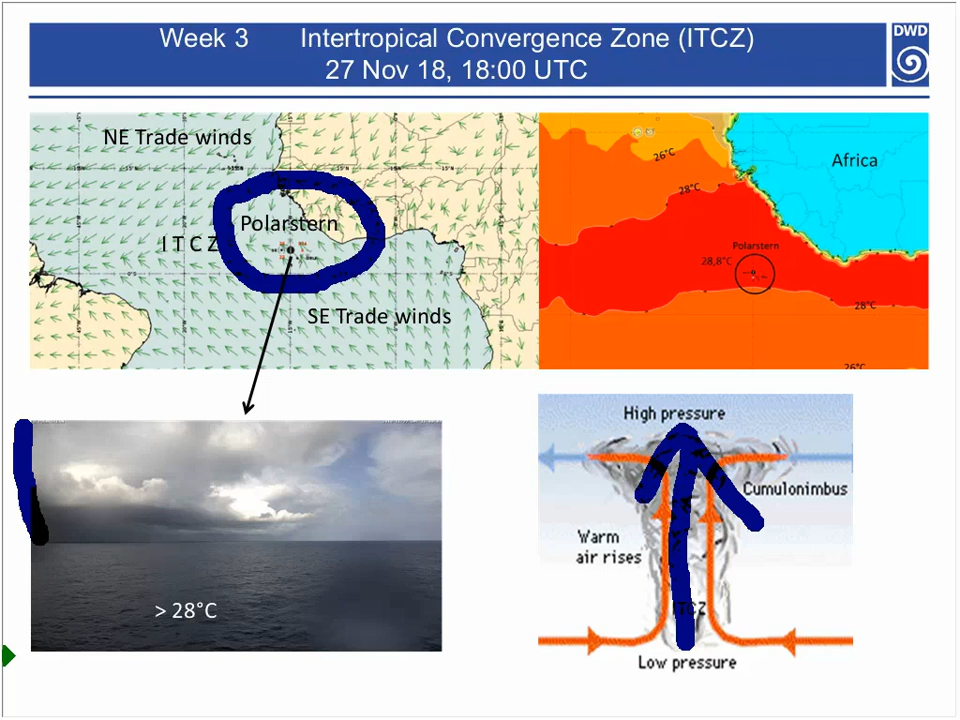 Week 3 Intertropical Convergence Zone (ITCZ)
27 Nov 18, 18:00 UTC
DWD
NE Trade winds
Polarstern
I T C Z
SE Trade winds
26°C
Africa
28°C
Polarstern
28,8°C
28°C
26°C
> 28°C
High pressure
Cumulonimbus
Warm
air rises
ITCZ
Low pressure